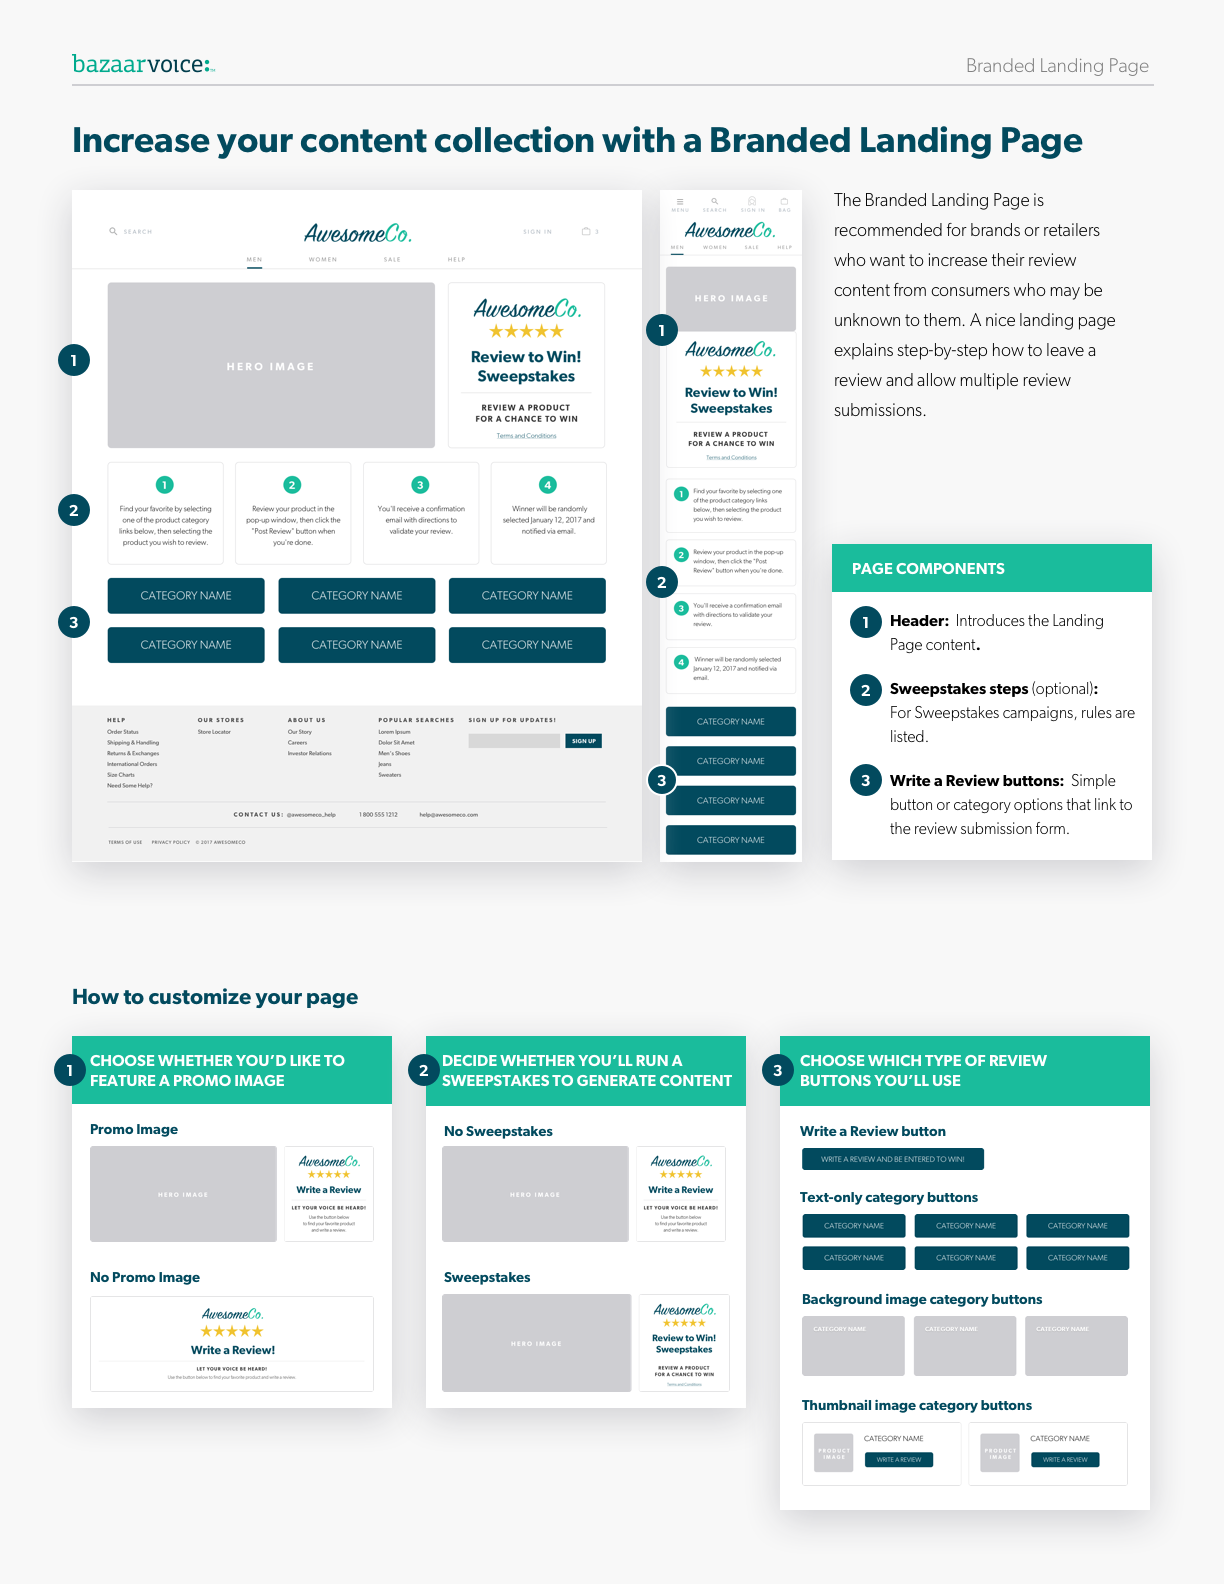 bazaarvoice:
Branded Landing Page
Increase your content collection with a Branded Landing Page
SEARCH
AwesomeCo.
SIGN IN
3
MEN
WOMEN
SALE
HELP
HERO IMAGE
AwesomeCo.
Review to Win!
Sweepstakes
REVIEW A PRODUCT
FOR A CHANCE TO WIN
Terms and Conditions
1
1
Find your favorite by selecting
one of the product category
links below, then selecting the
product you wish to review.
2
Review your product in the
pop-up window, then click the
"Post Review" button when
you're done.
3
You'll receive a confirmation
email with directions to
validate your review.
4
Winner will be randomly
selected January 12, 2017 and
notified via email.
2
CATEGORY NAME
CATEGORY NAME
CATEGORY NAME
3
CATEGORY NAME
CATEGORY NAME
CATEGORY NAME
HELP
Order Status
Shipping & Handling
Returns & Exchanges
International Orders
Size Charts
Need Some Help?
OUR STORES
Store Locator
ABOUT US
Our Story
Careers
Investor Relations
POPULAR SEARCHES
Lorem Ipsum
Dolor Sit Amet
Men's Shoes
Jeans
Sweaters
SIGN UP FOR UPDATES!
SIGN UP
CONTACT US: @awesomeco_help 1 800 555 1212 help@awesomeco.com
TERMS OF USE PRIVACY POLICY © 2017 AWESOMECO
MENU
SEARCH
SIGN IN
BAG
AwesomeCo.
MEN
WOMEN
SALE
HELP
HERO IMAGE
1
AwesomeCo.
Review to Win!
Sweepstakes
REVIEW A PRODUCT
FOR A CHANCE TO WIN
Terms and Conditions
1
Find your favorite by selecting one
of the product category links
below, then selecting the product
you wish to review.
2
Review your product in the pop-up
window, then click the "Post
Review" button when you're done.
2
3
You'll receive a confirmation email
with directions to validate your
review.
4
Winner will be randomly selected
January 12, 2017 and notified via
email.
CATEGORY NAME
CATEGORY NAME
3
CATEGORY NAME
CATEGORY NAME
The Branded Landing Page is
recommended for brands or retailers
who want to increase their review
content from consumers who may be
unknown to them. A nice landing page
explains step-by-step how to leave a
review and allow multiple review
submissions.
PAGE COMPONENTS
1
Header: Introduces the Landing
Page content.
2
Sweepstakes steps (optional):
For Sweepstakes campaigns, rules are
listed.
3
Write a Review buttons: Simple
button or category options that link to
the review submission form.
How to customize your page
1
CHOOSE WHETHER YOU'D LIKE TO
FEATURE A PROMO IMAGE
Promo Image
HERO IMAGE
AwesomeCo.
Write a Review
LET YOUR VOICE BE HEARD!
Use the button below
to find your favorite product
and write a review.
No Promo Image
AwesomeCo.
Write a Review!
LET YOUR VOICE BE HEARD!
Use the button below to find your favorite product and write a review.
2
DECIDE WHETHER YOU'LL RUN A
SWEEPSTAKES TO GENERATE CONTENT
No Sweepstakes
HERO IMAGE
AwesomeCo.
Write a Review
LET YOUR VOICE BE HEARD!
Use the button below
to find your favorite product
and write a review.
Sweepstakes
HERO IMAGE
AwesomeCo.
Review to Win!
Sweepstakes
REVIEW A PRODUCT
FOR A CHANCE TO WIN
Terms and Conditions
3
CHOOSE WHICH TYPE OF REVIEW
BUTTONS YOU'LL USE
Write a Review button
WRITE A REVIEW AND BE ENTERED TO WIN!
Text-only category buttons
CATEGORY NAME
CATEGORY NAME
CATEGORY NAME
CATEGORY NAME
CATEGORY NAME
CATEGORY NAME
Background image category buttons
CATEGORY NAME
CATEGORY NAME
CATEGORY NAME
Thumbnail image category buttons
PRODUCT
IMAGE
CATEGORY NAME
WRITE A REVIEW
PRODUCT
IMAGE
CATEGORY NAME
WRITE A REVIEW